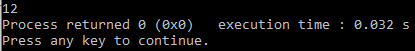 12
Process returned 0 (0x0)   execution time : 0.032 s
Press any key to continue.